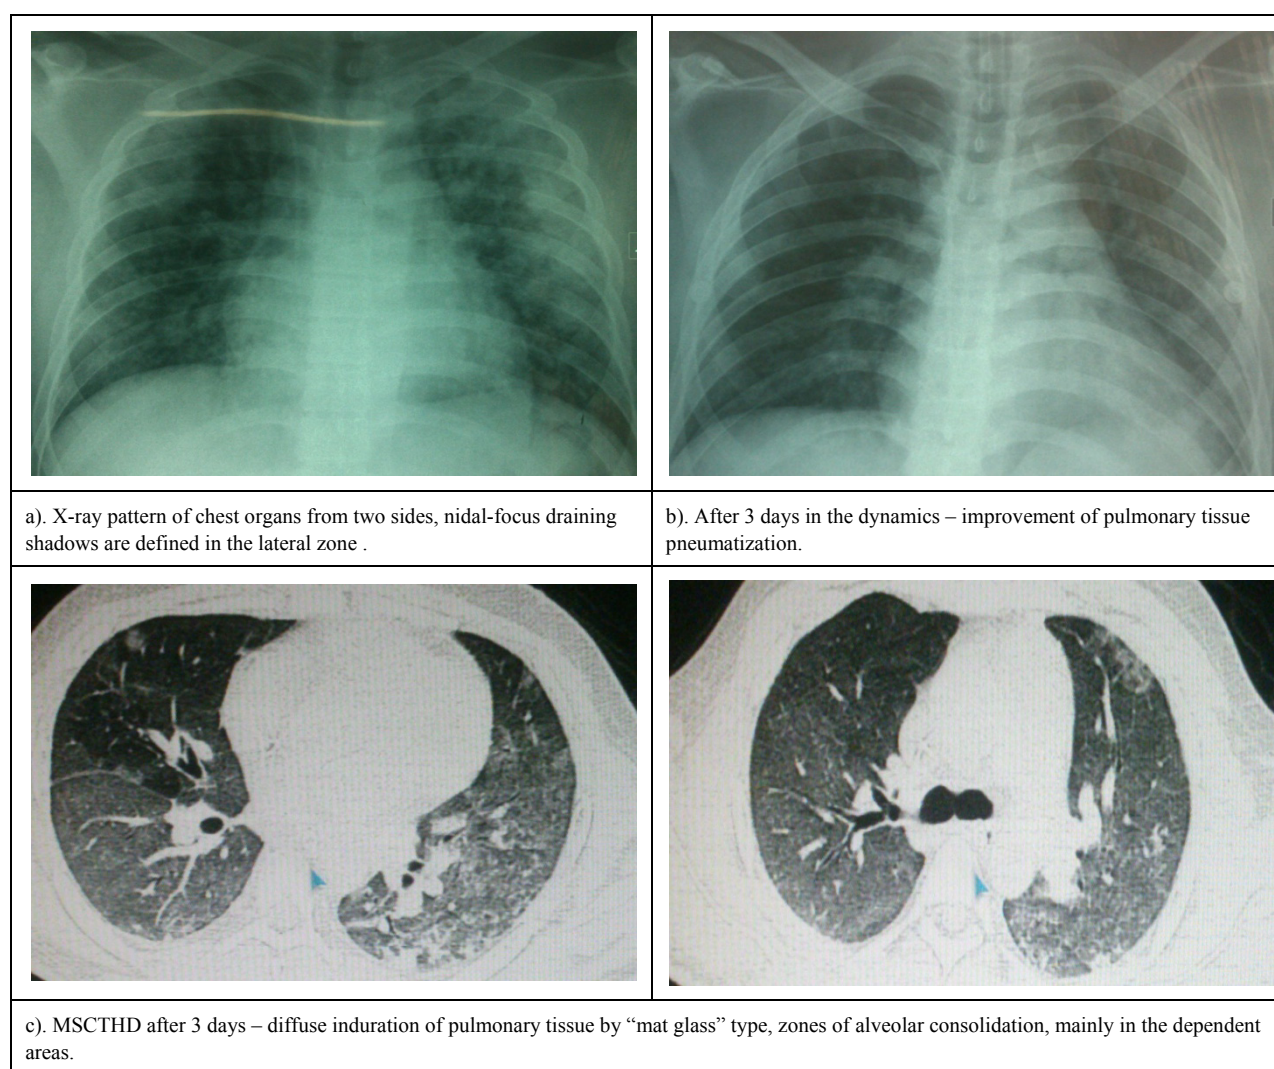 a). X-ray pattern of chest organs from two sides, nidal-focus draining
shadows are defined in the lateral zone .
b). After 3 days in the dynamics – improvement of pulmonary tissue
pneumatization.
c). MSCTHD after 3 days – diffuse induration of pulmonary tissue by “mat glass” type, zones of alveolar consolidation, mainly in the dependent
areas.